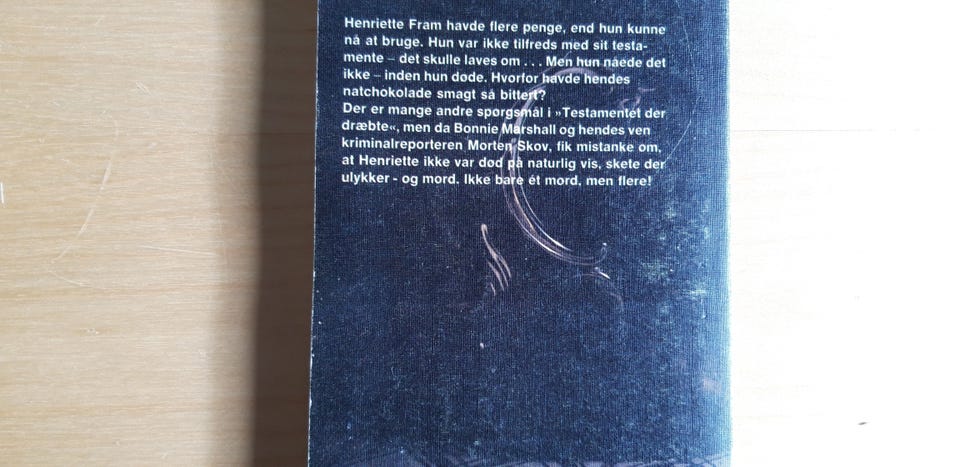 Henriette Fram havde flere penge, end hun kunne
nå at bruge. Hun var ikke tilfreds med sit testa-
mente – det skulle laves om . . . Men hun nåede det
ikke – inden hun døde. Hvorfor havde hendes
natchokolade smagt så bittert?
Der er mange andre spørgsmål i »Testamentet der
dræbte«, men da Bonnie Marshall og hendes ven
kriminalreporteren Morten Skov, fik mistanke om,
at Henriette ikke var død på naturlig vis, skete der
ulykker - og mord. Ikke bare ét mord, men flere!